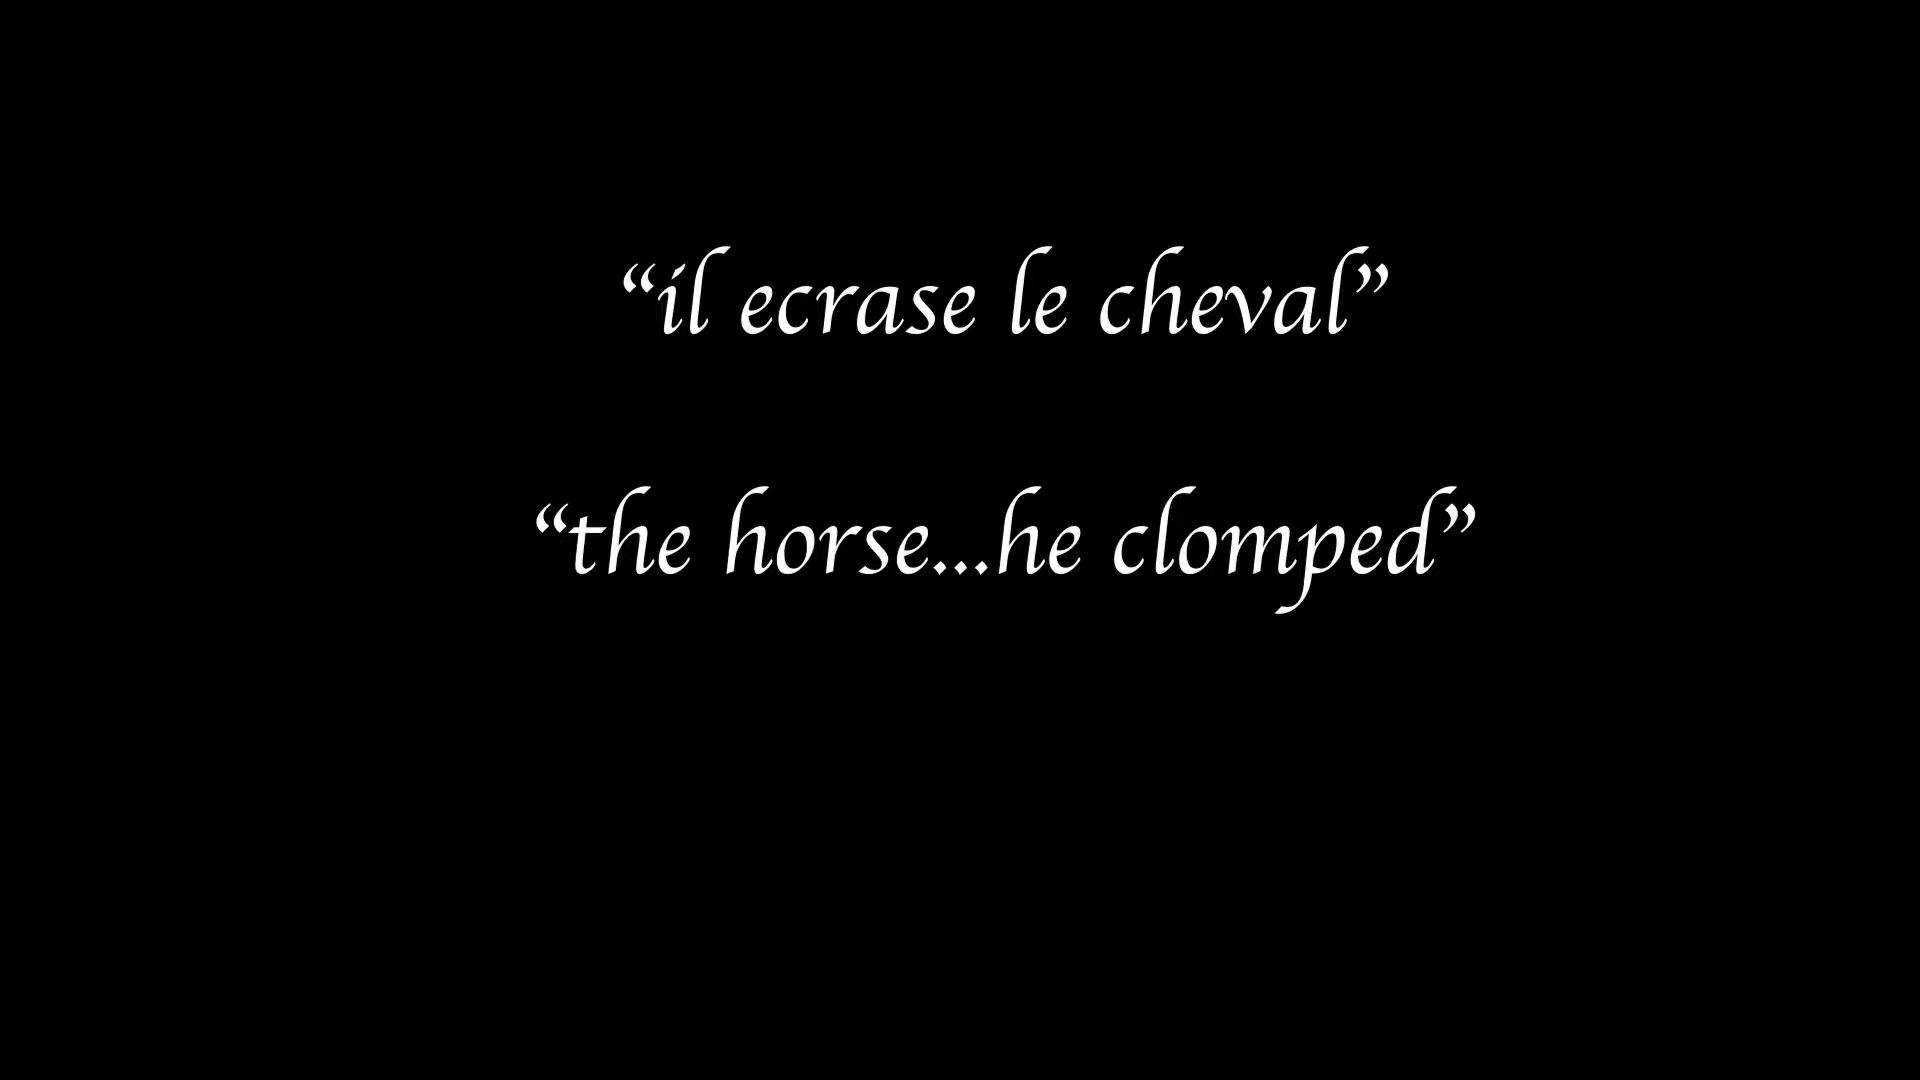 “il ecrase le cheval”
“the horse...he clomped”